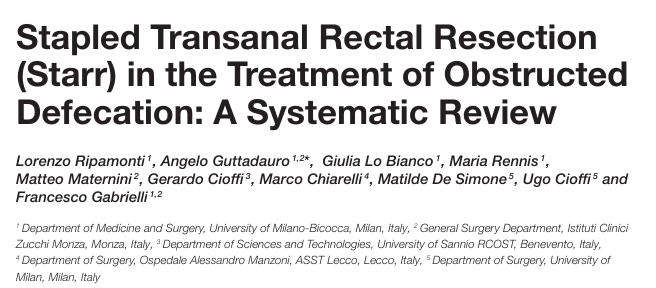 Stapled Transanal Rectal Resection
(Starr) in the Treatment of Obstructed
Defecation: A Systematic Review
Lorenzo Ripamonti 1, Angelo Guttadauro 1,2*, Giulia Lo Bianco 1, Maria Rennis 1,
Matteo Maternini 2, Gerardo Cioffi 3, Marco Chiarelli 4, Matilde De Simone 5, Ugo Cioffi 5 and
Francesco Gabrielli 1,2
1 Department of Medicine and Surgery, University of Milano-Bicocca, Milan, Italy, 2 General Surgery Department, Istituti Clinici
Zucchi Monza, Monza, Italy, 3 Department of Sciences and Technologies, University of Sannio RCOST, Benevento, Italy,
4 Department of Surgery, Ospedale Alessandro Manzoni, ASST Lecco, Lecco, Italy, 5 Department of Surgery, University of
Milan, Milan, Italy